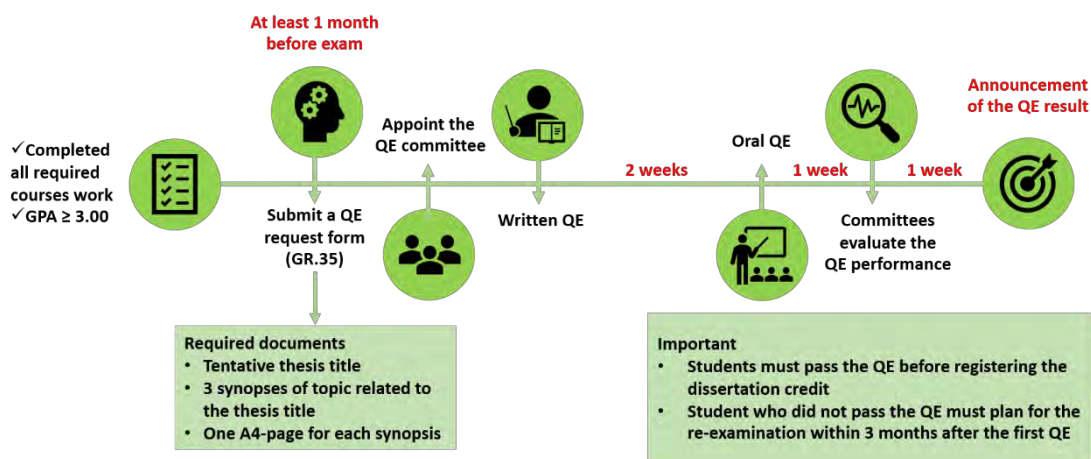 ✓Completed
all required
courses work
✓GPA ≥ 3.00
At least 1 month
before exam
Submit a QE
request form
(GR.35)
Appoint the
QE committee
Written QE
2 weeks
Oral QE
1 week
Committees
evaluate the
QE performance
1 week
Announcement
of the QE result
Required documents
• Tentative thesis title
• 3 synopses of topic related to
the thesis title
• One A4-page for each synopsis
Important
• Students must pass the QE before registering the
dissertation credit
• Student who did not pass the QE must plan for the
re-examination within 3 months after the first QE